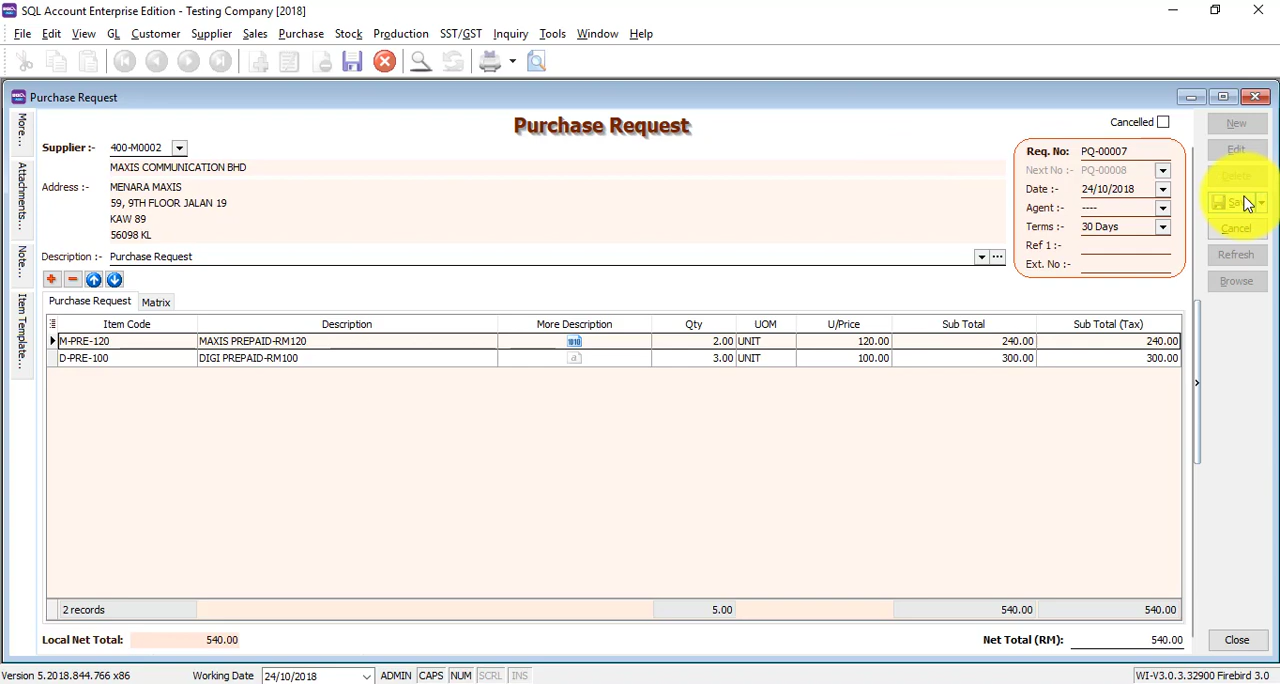 SQL Account Enterprise Edition - Testing Company [2018]
File Edit View GL Customer Supplier Sales Purchase Stock Production SST/GST Inquiry Tools Window Help
Purchase Request
More...
Attachments...
Note...
Item Template...
Purchase Request
Cancelled
Supplier :- 400-M0002
MAXIS COMMUNICATION BHD
Address :- MENARA MAXIS
59, 9TH FLOOR JALAN 19
KAW 89
56098 KL
Description :- Purchase Request
Req. No: PQ-00007
Next No :- PQ-00008
Date :- 24/10/2018
Agent :- ----
Terms :- 30 Days
Ref 1 :-
Ext. No :-
New
Edit
Delete
Cancel
Refresh
Browse
Purchase Request Matrix
Item Code Description More Description Qty UOM U/Price Sub Total Sub Total (Tax)
M-PRE-120 MAXIS PREPAID-RM120 2.00 UNIT 120.00 240.00 240.00
D-PRE-100 DIGI PREPAID-RM100 3.00 UNIT 100.00 300.00 300.00
2 records 5.00 540.00 540.00
Local Net Total: 540.00 Net Total (RM): 540.00
Close
Version 5.2018.844.766 x86 Working Date 24/10/2018 ADMIN CAPS NUM SCRL INS WI-V3.0.3.32900 Firebird 3.0